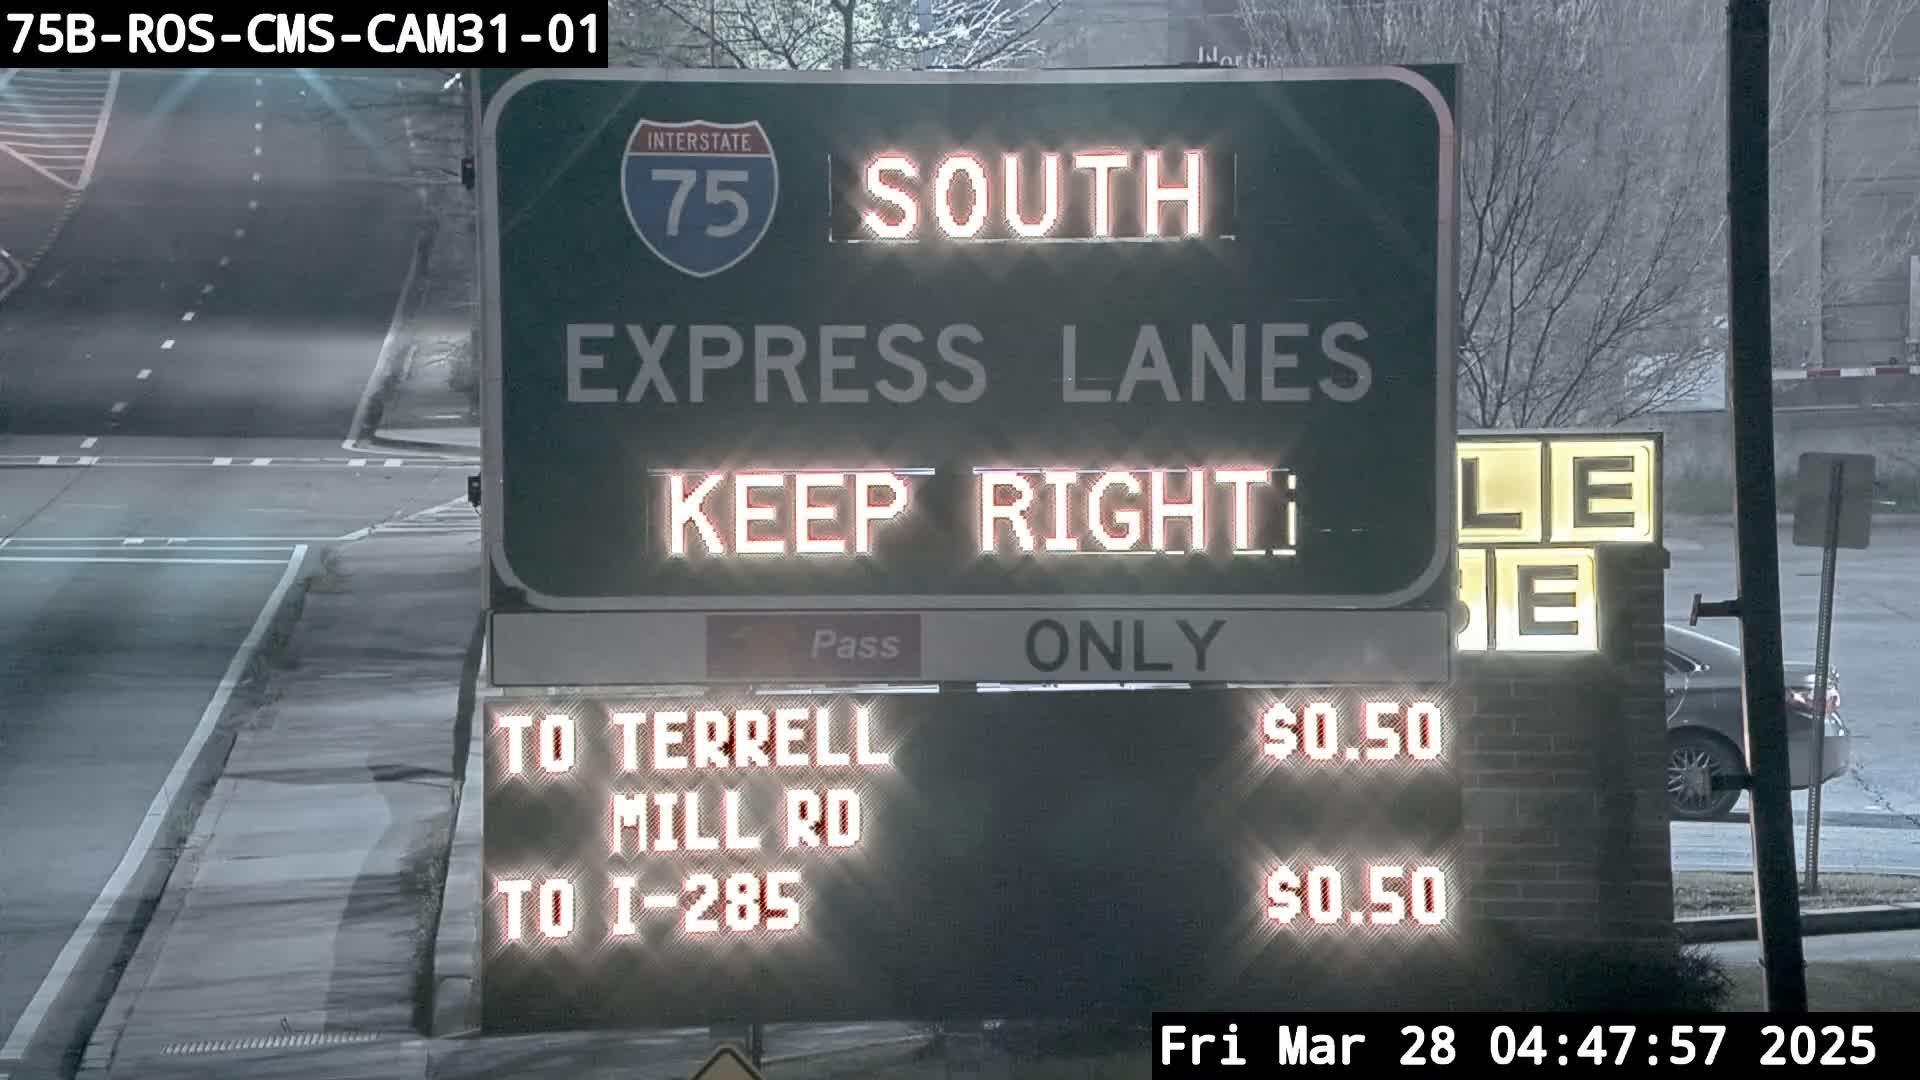 75B-ROS-CMS-CAM31-01
INTERSTATE
75
SOUTH
EXPRESS LANES
KEEP RIGHT
Pass ONLY
TO TERRELL $0.50
MILL RD
TO I-285 $0.50
LE
E
Fri Mar 28 04:47:57 2025